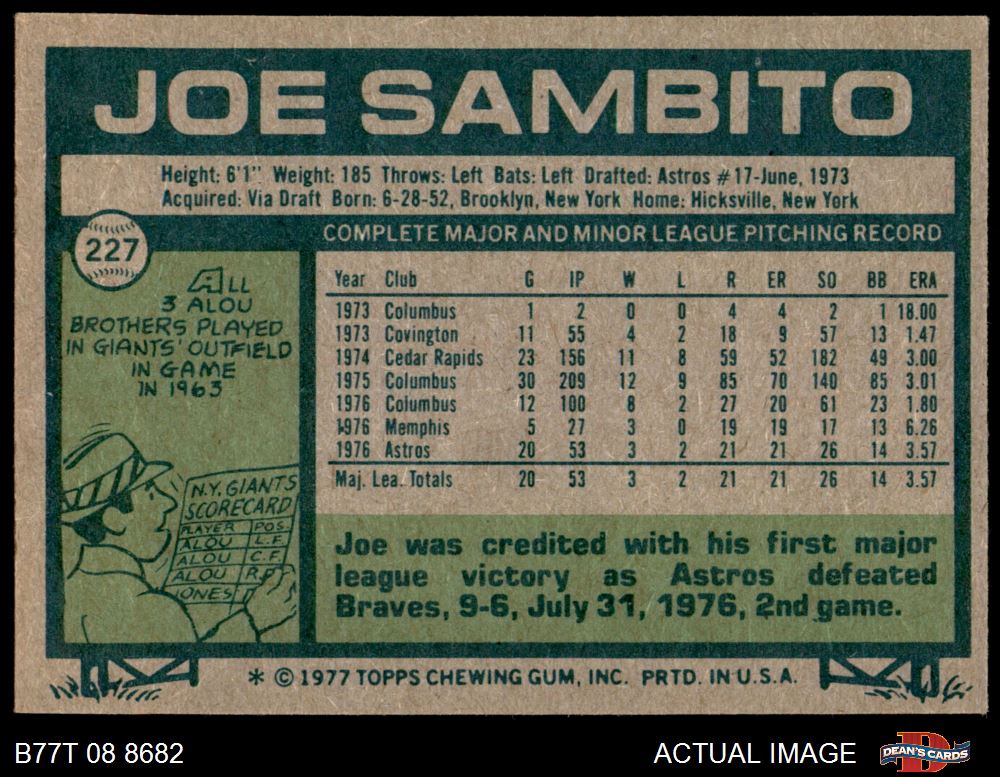 JOE SAMBITO
Height: 6'1" Weight: 185 Throws: Left Bats: Left Drafted: Astros #17-June, 1973
Acquired: Via Draft Born: 6-28-52, Brooklyn, New York Home: Hicksville, New York
227
COMPLETE MAJOR AND MINOR LEAGUE PITCHING RECORD
ALL
3 ALOU
BROTHERS PLAYED
IN GIANTS' OUTFIELD
IN GAME
IN 1963
N.Y. GIANTS
SCORECARD
PLAYER POS.
ALOU L.F.
ALOU C.F.
ALOU R.F.
JONES
Year Club G IP W L R ER SO BB ERA
1973 Columbus 1 2 0 0 4 4 2 1 18.00
1973 Covington 11 55 4 2 18 9 57 13 1.47
1974 Cedar Rapids 23 156 11 8 59 52 182 49 3.00
1975 Columbus 30 209 12 9 85 70 140 85 3.01
1976 Columbus 12 100 8 2 27 20 61 23 1.80
1976 Memphis 5 27 3 0 19 19 17 13 6.26
1976 Astros 20 53 3 2 21 21 26 14 3.57
Maj. Lea. Totals 20 53 3 2 21 21 26 14 3.57
Joe was credited with his first major
league victory as Astros defeated
Braves, 9-6, July 31, 1976, 2nd game.
* © 1977 TOPPS CHEWING GUM, INC. PRTD. IN U.S.A.
B77T 08 8682
ACTUAL IMAGE
D
DEAN'S CARDS